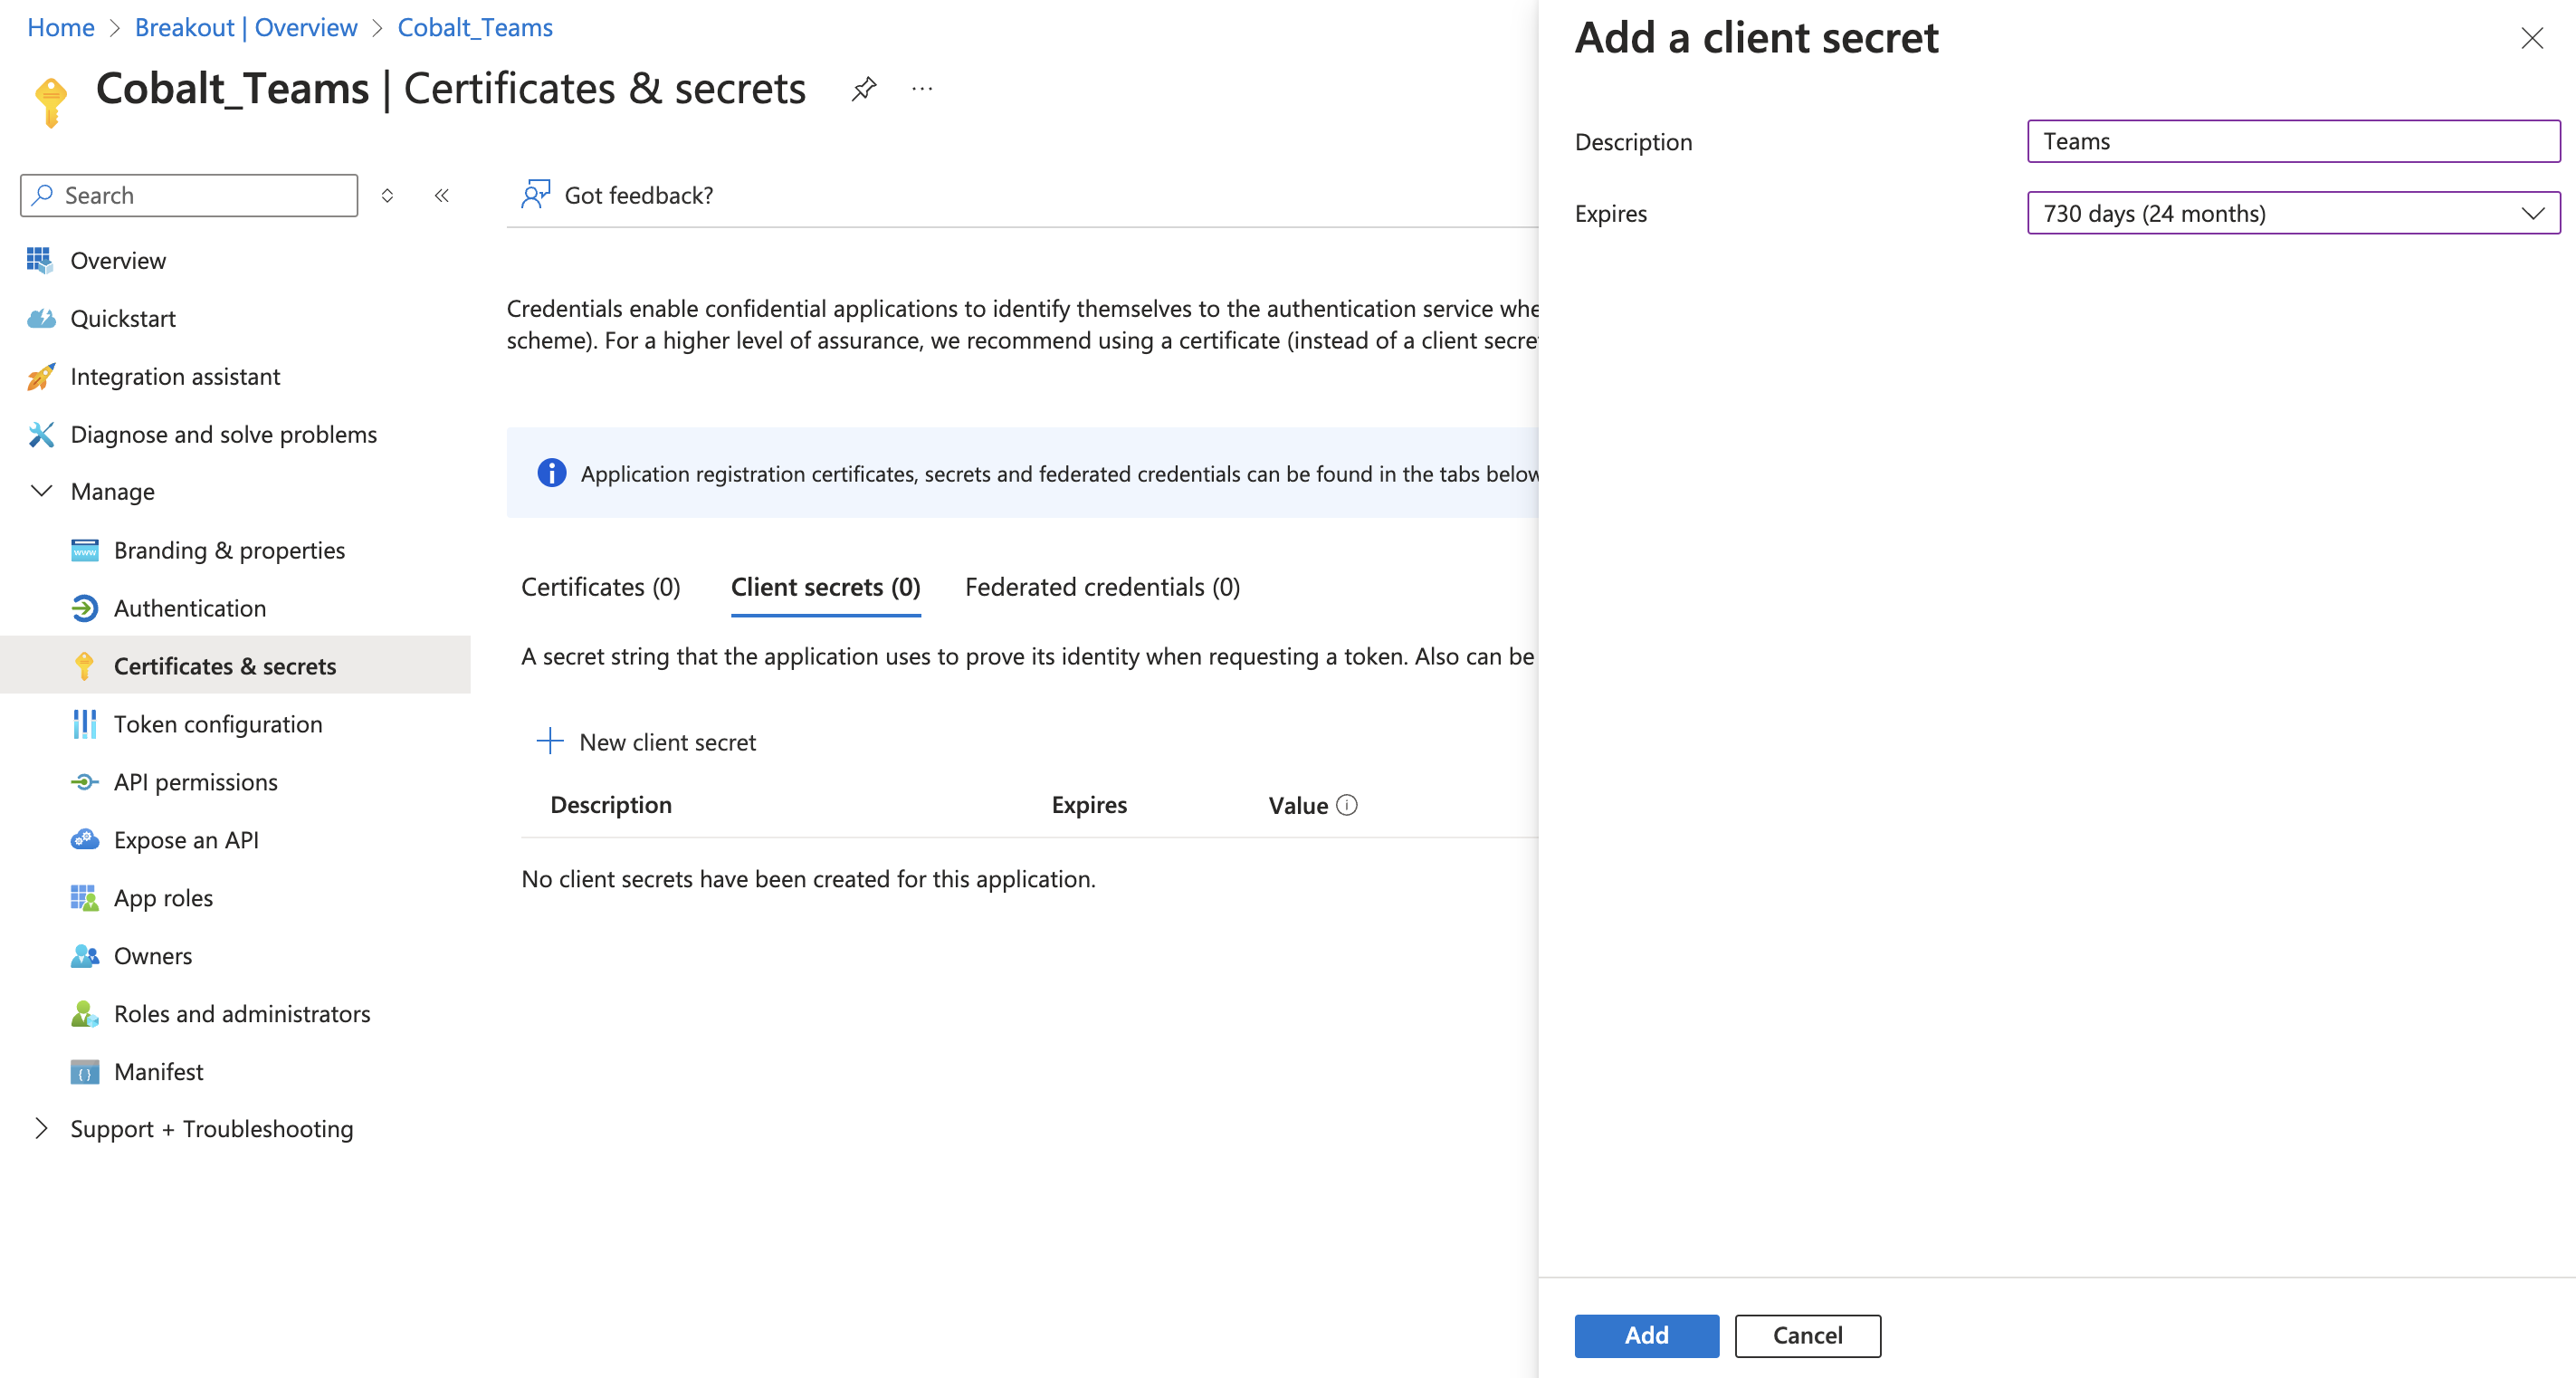 Home > Breakout | Overview > Cobalt_Teams
Cobalt_Teams | Certificates & secrets
Search
Overview
Quickstart
Integration assistant
Diagnose and solve problems
Manage
Branding & properties
Authentication
Certificates & secrets
Token configuration
API permissions
Expose an API
App roles
Owners
Roles and administrators
Manifest
Support + Troubleshooting
Got feedback?
Credentials enable confidential applications to identify themselves to the authentication service whe
scheme). For a higher level of assurance, we recommend using a certificate (instead of a client secre
Application registration certificates, secrets and federated credentials can be found in the tabs below
Certificates (0) Client secrets (0) Federated credentials (0)
A secret string that the application uses to prove its identity when requesting a token. Also can be
New client secret
Description Expires Value
No client secrets have been created for this application.
Add a client secret
Description Teams
Expires 730 days (24 months)
Add Cancel